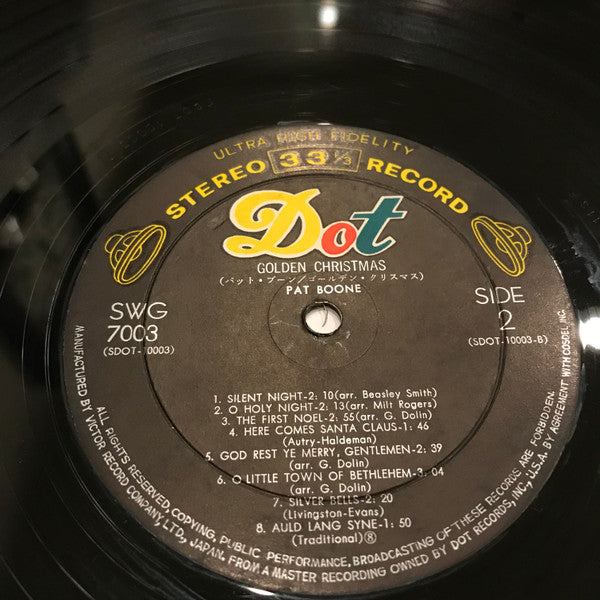 ULTRA HIGH FIDELITY
STEREO 33 1/3 RECORD
Dot
GOLDEN CHRISTMAS
(パット・ブーン/ゴールデン・クリスマス)
PAT BOONE
SWG
7003
(SDOT-10003)
SIDE
2
(SDOT-10003-B)
1. SILENT NIGHT-2: 10(arr. Beasley Smith)
2. O HOLY NIGHT-2: 13(arr. Milt Rogers)
3. THE FIRST NOEL-2: 55(arr. G. Dolin)
4. HERE COMES SANTA CLAUS-1: 46
(Autry-Haldeman)
5. GOD REST YE MERRY, GENTLEMEN-2: 39
(arr. G. Dolin)
6. O LITTLE TOWN OF BETHLEHEM-3: 04
(arr. G. Dolin)
7. SILVER BELLS-2: 20
(Livingston-Evans)
8. AULD LANG SYNE-1: 50
(Traditional)Ⓡ
ALL RIGHTS RESERVED, COPYING, PUBLIC PERFORMANCE, BROADCASTING OF THESE RECORDS ARE FORBIDDEN.
MANUFACTURED BY VICTOR RECORD COMPANY, LTD., JAPAN. FROM A MASTER RECORDING OWNED BY DOT RECORDS, INC., U.S.A. BY AGREEMENT WITH COSDEL INC.